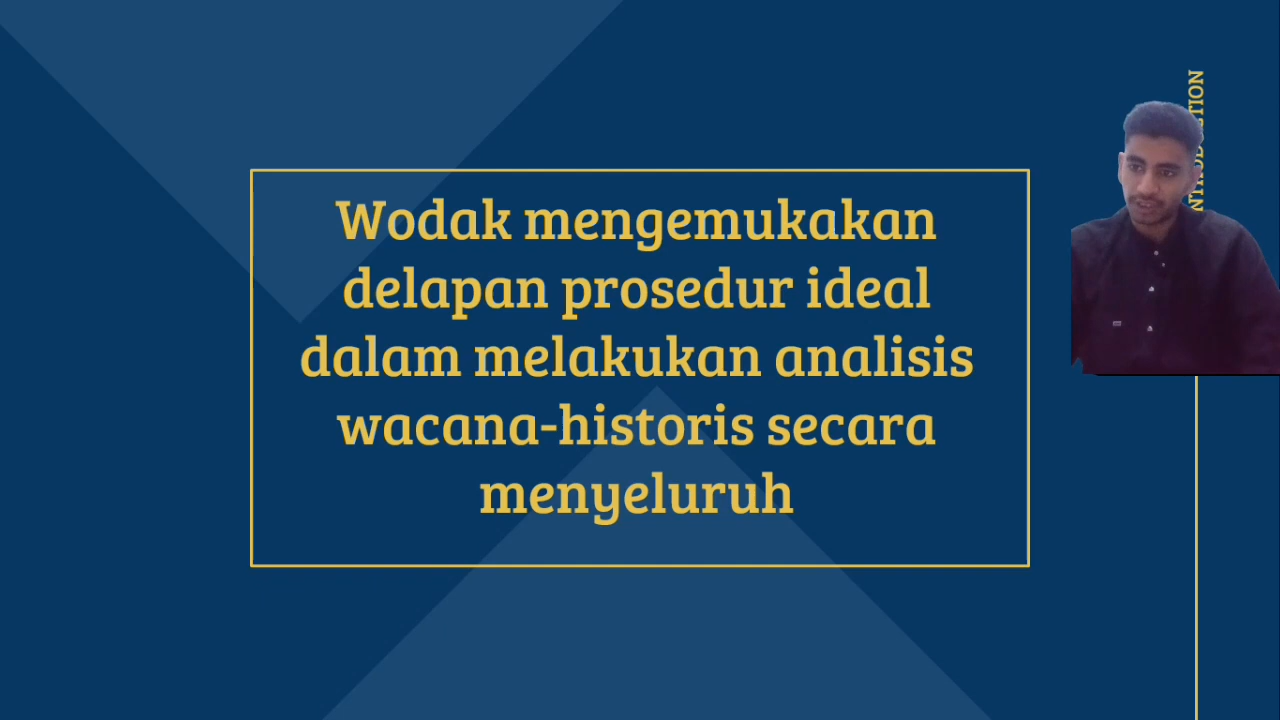 Wodak mengemukakan
delapan prosedur ideal
dalam melakukan analisis
wacana-historis secara
menyeluruh